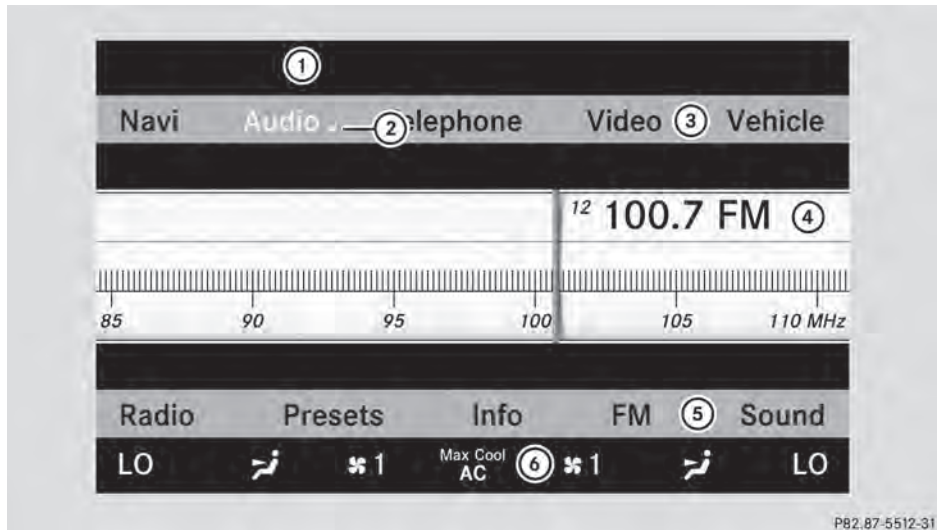 1
Navi Audio 2 elephone Video 3 Vehicle
12 100.7 FM 4
85 90 95 100 105 110 MHz
Radio Presets Info FM 5 Sound
LO 1 Max Cool AC 6 1 LO
P82.87-5512-31